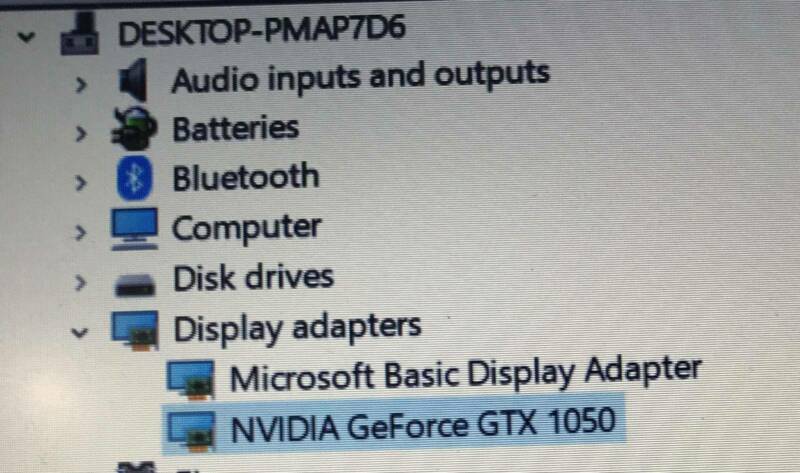 DESKTOP-PMAP7D6
Audio inputs and outputs
Batteries
Bluetooth
Computer
Disk drives
Display adapters
Microsoft Basic Display Adapter
NVIDIA GeForce GTX 1050